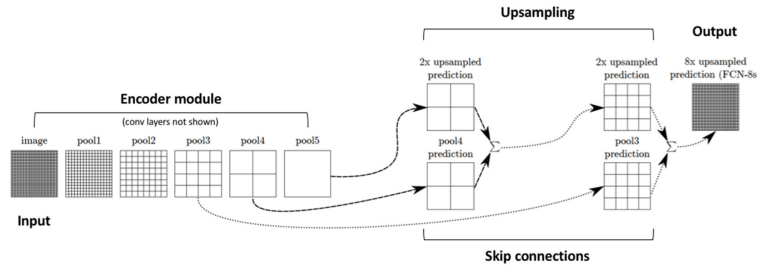 Upsampling
Output
2x upsampled
prediction
2x upsampled
prediction
8x upsampled
prediction (FCN-8s
Encoder module
(conv layers not shown)
image pool1 pool2 pool3 pool4 pool5
pool4
prediction
Σ
pool3
prediction
Σ
Input
Skip connections